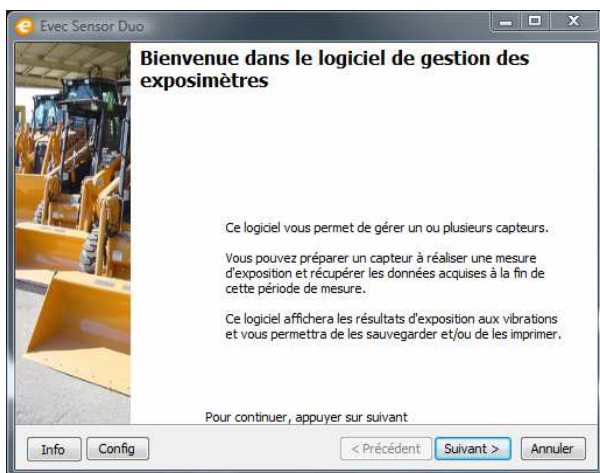 Evec Sensor Duo
Bienvenue dans le logiciel de gestion des
exposimètres
Ce logiciel vous permet de gérer un ou plusieurs capteurs.
Vous pouvez préparer un capteur à réaliser une mesure
d'exposition et récupérer les données acquises à la fin de
cette période de mesure.
Ce logiciel affichera les résultats d'exposition aux vibrations
et vous permettra de les sauvegarder et/ou de les imprimer.
Pour continuer, appuyer sur suivant
Info Config < Précédent Suivant > Annuler